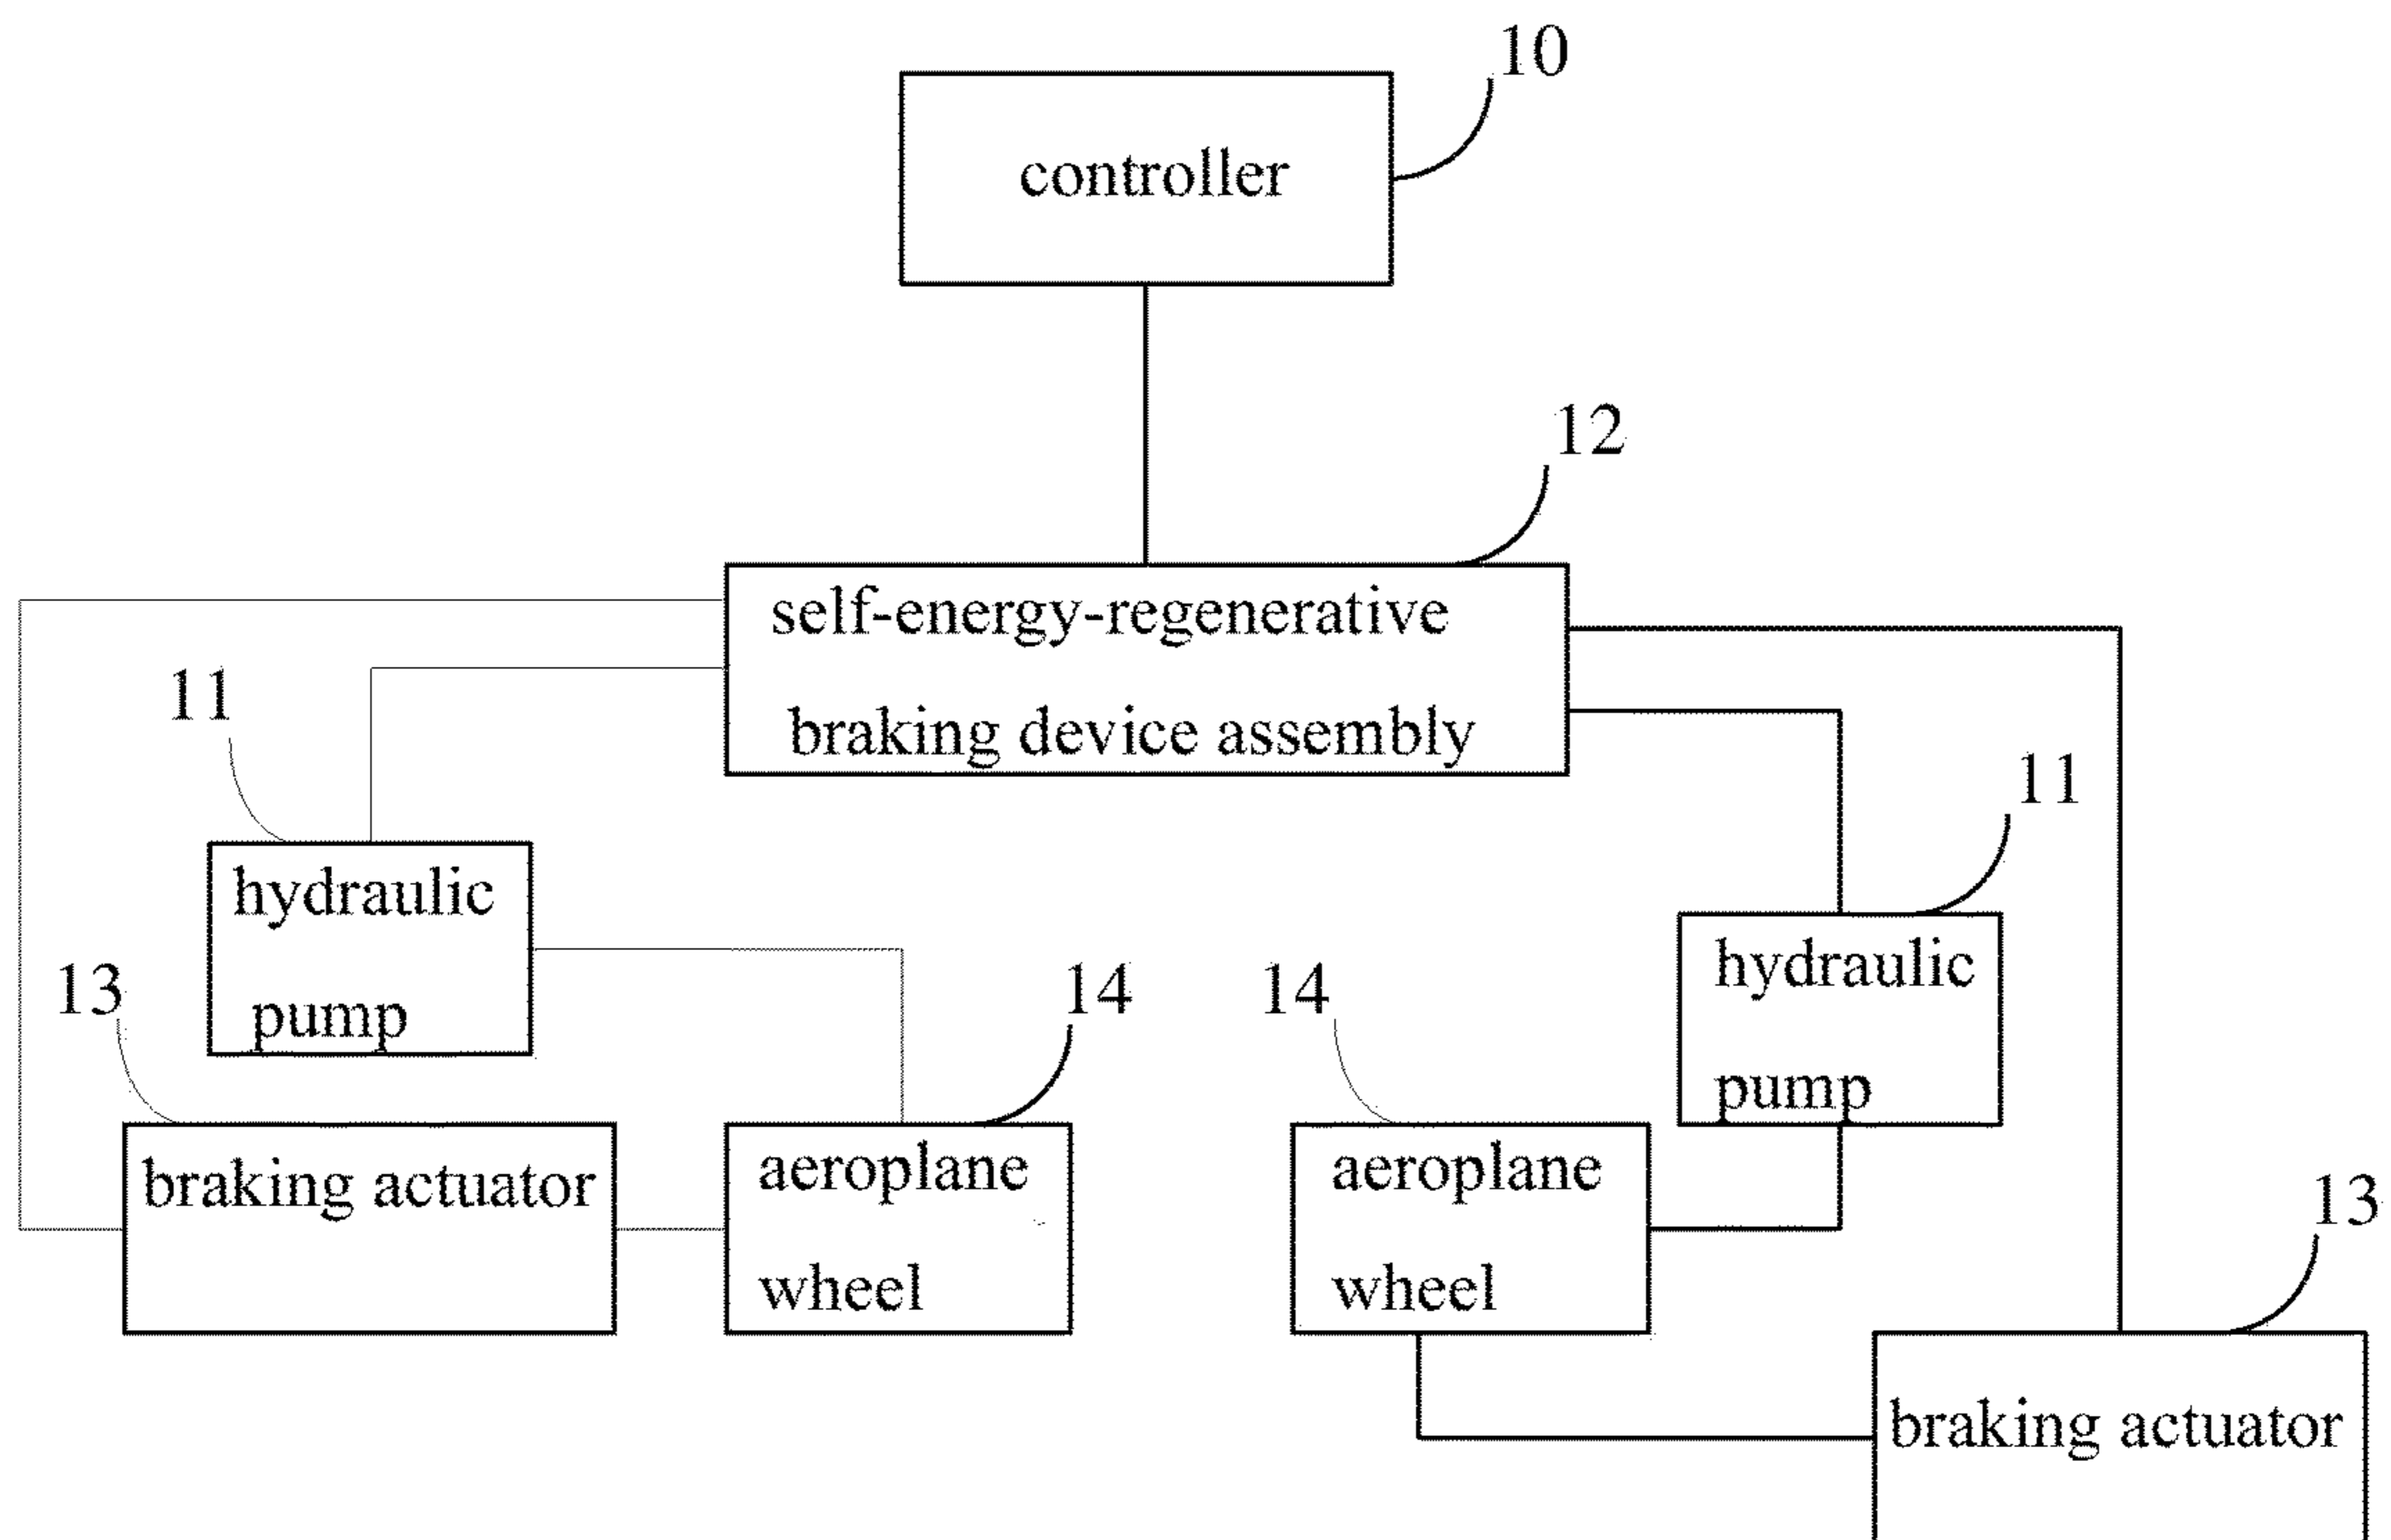 10
controller
12
self-energy-regenerative
braking device assembly
11
hydraulic
pump
11
hydraulic
pump
13
braking actuator
14
aeroplane
wheel
14
aeroplane
wheel
13
braking actuator